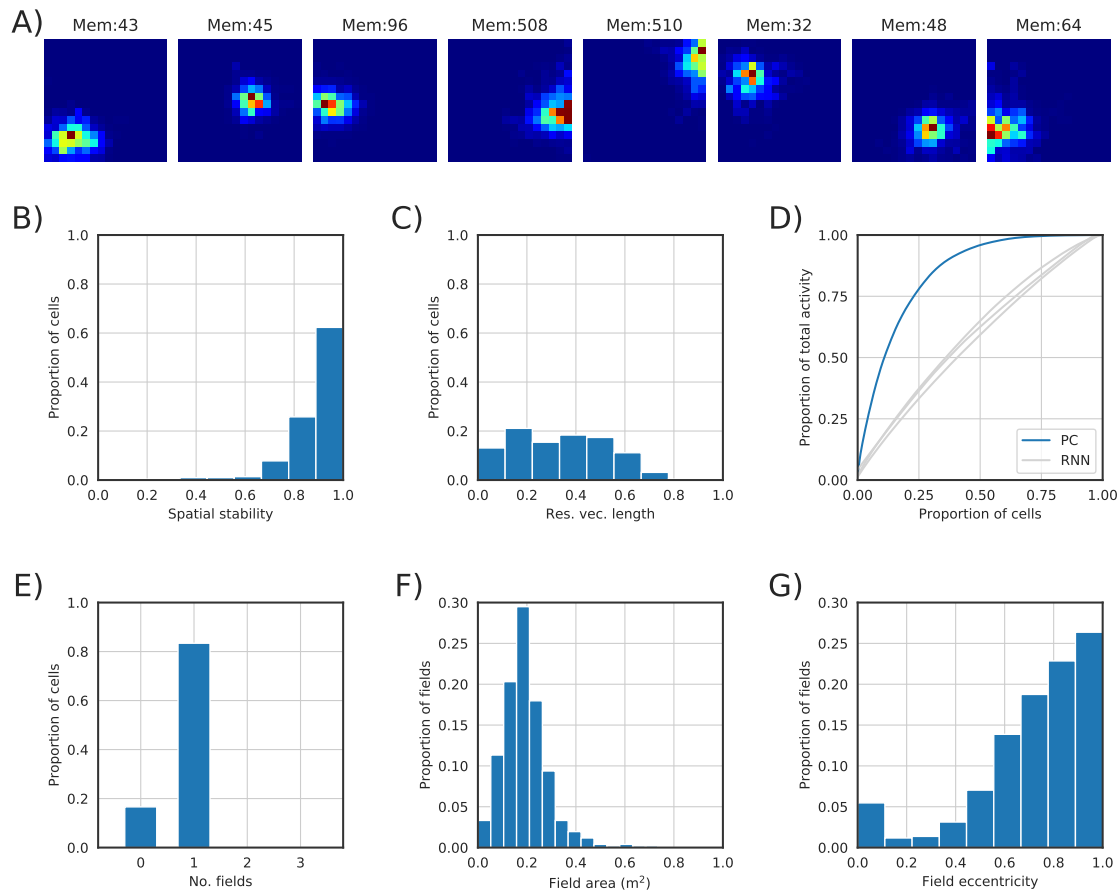 A)
Mem:43 Mem:45 Mem:96 Mem:508 Mem:510 Mem:32 Mem:48 Mem:64
B)
1.0
0.8
0.6
0.4
0.2
0.0
Proportion of cells
0.0 0.2 0.4 0.6 0.8 1.0
Spatial stability
C)
1.0
0.8
0.6
0.4
0.2
0.0
Proportion of cells
0.0 0.2 0.4 0.6 0.8 1.0
Res. vec. length
D)
1.00
0.75
0.50
0.25
0.00
Proportion of total activity
PC
RNN
0.00 0.25 0.50 0.75 1.00
Proportion of cells
E)
1.0
0.8
0.6
0.4
0.2
0.0
Proportion of cells
0 1 2 3
No. fields
F)
0.30
0.25
0.20
0.15
0.10
0.05
0.00
Proportion of fields
0.0 0.2 0.4 0.6 0.8 1.0
Field area (m²)
G)
0.30
0.25
0.20
0.15
0.10
0.05
0.00
Proportion of fields
0.0 0.2 0.4 0.6 0.8 1.0
Field eccentricity